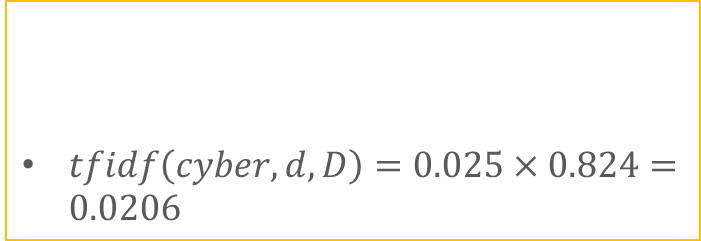 • tfidf(cyber, d, D) = 0.025 × 0.824 =
0.0206